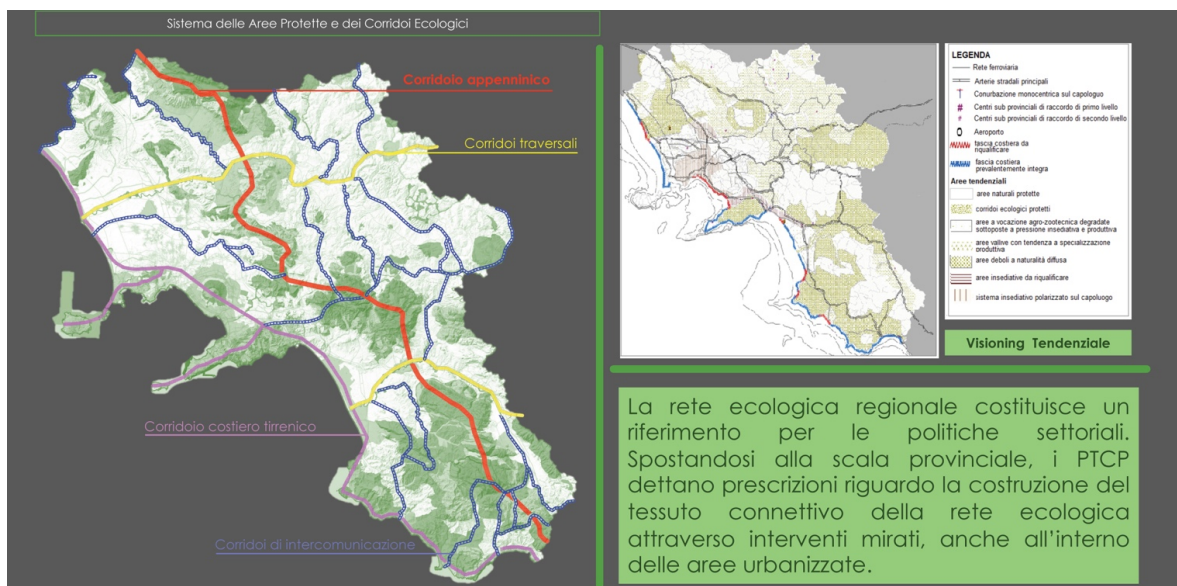 Sistema delle Aree Protette e dei Corridoi Ecologici
Corridoio appenninico
Corridoi traversali
Corridoio costiero tirrenico
Corridoi di intercomunicazione
LEGENDA
Rete ferroviaria
Arterie stradali principali
Conurbazione monocentrica sul capoluogo
Centri sub provinciali di raccordo di primo livello
Centri sub provinciali di raccordo di secondo livello
Aeroporto
fascia costiera da
riqualificare
fascia costiera
prevalentemente integra
Aree tendenziali
aree naturali protette
corridoi ecologici protetti
aree a vocazione agro-zootecnica degradate
sottoposte a pressione insediativa e produttiva
aree vallive con tendenza a specializzazione
produttiva
aree deboli a naturalità diffusa
aree insediative da riqualificare
sistema insediativo polarizzato sul capoluogo
Visioning Tendenziale
La rete ecologica regionale costituisce un
riferimento per le politiche settoriali.
Spostandosi alla scala provinciale, i PTCP
dettano prescrizioni riguardo la costruzione del
tessuto connettivo della rete ecologica
attraverso interventi mirati, anche all’interno
delle aree urbanizzate.